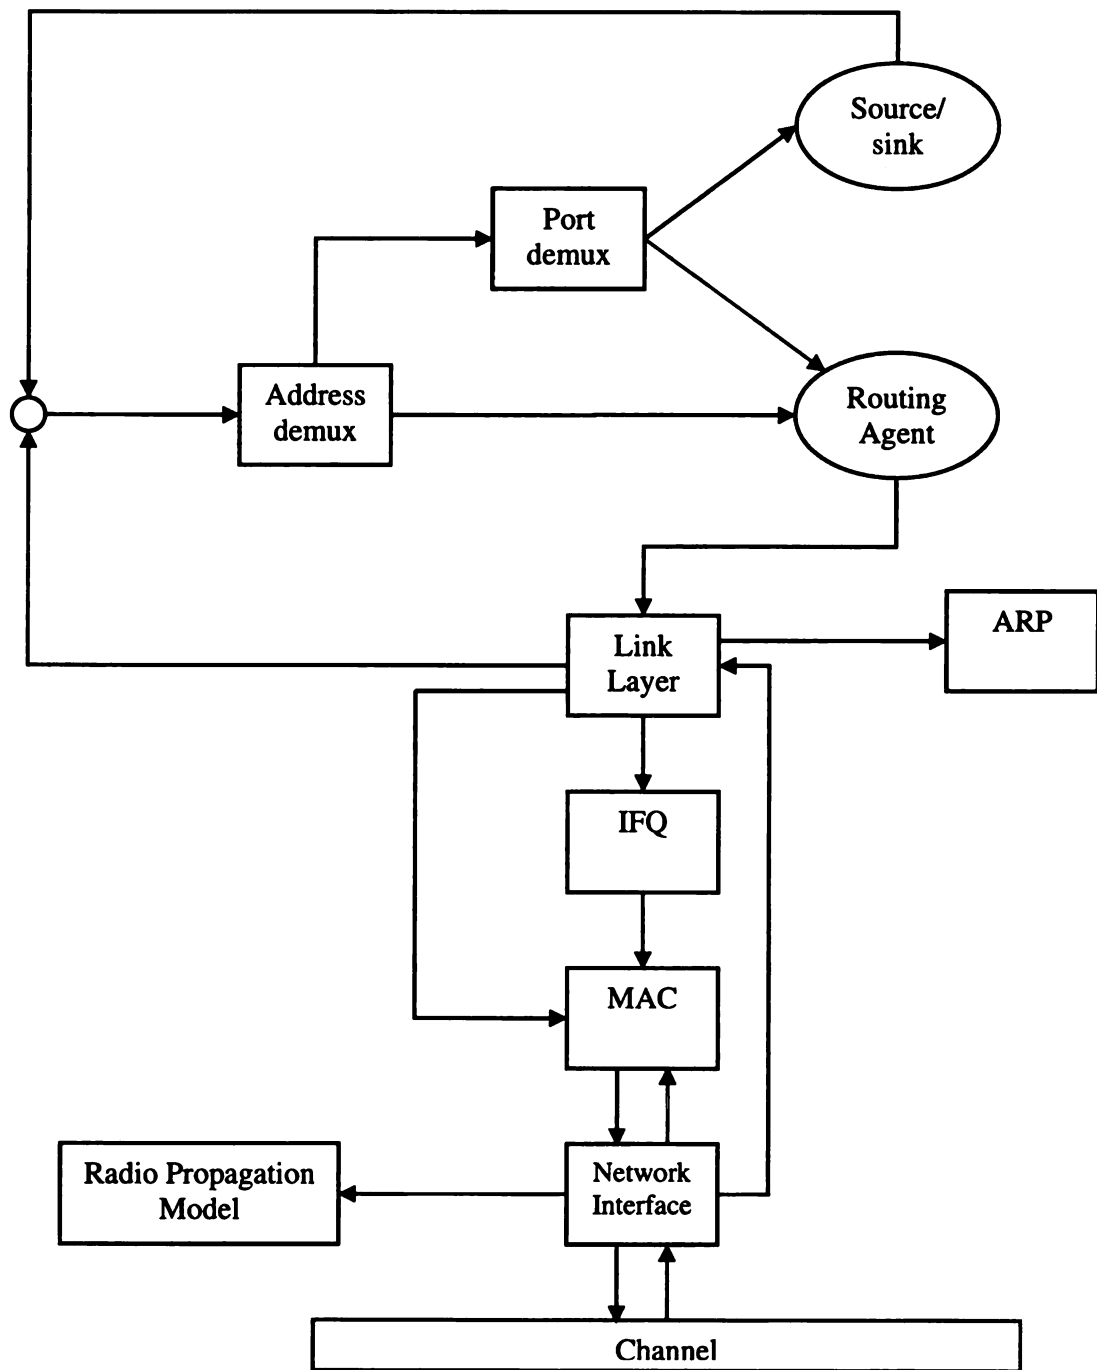 Source/
sink
Port
demux
Address
demux
Routing
Agent
ARP
Link
Layer
IFQ
MAC
Radio Propagation
Model
Network
Interface
Channel